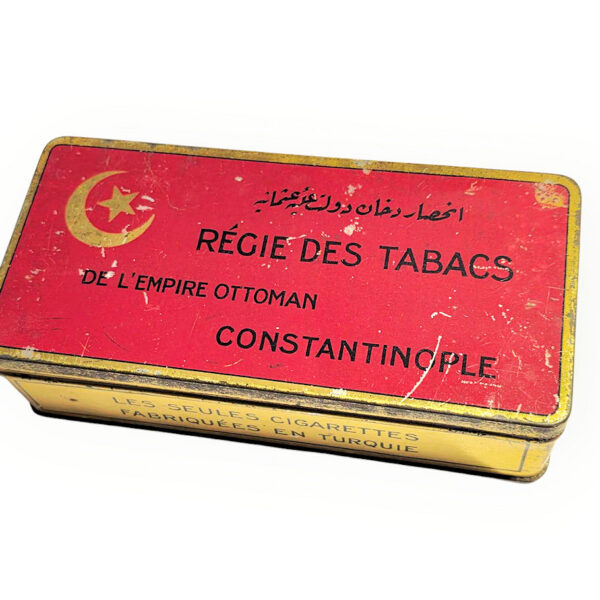 انحصار دخان دولت علیه عثمانیه
RÉGIE DES TABACS
DE L'EMPIRE OTTOMAN
CONSTANTINOPLE
LES SEULES CIGARETTES
FABRIQUÉES EN TURQUIE